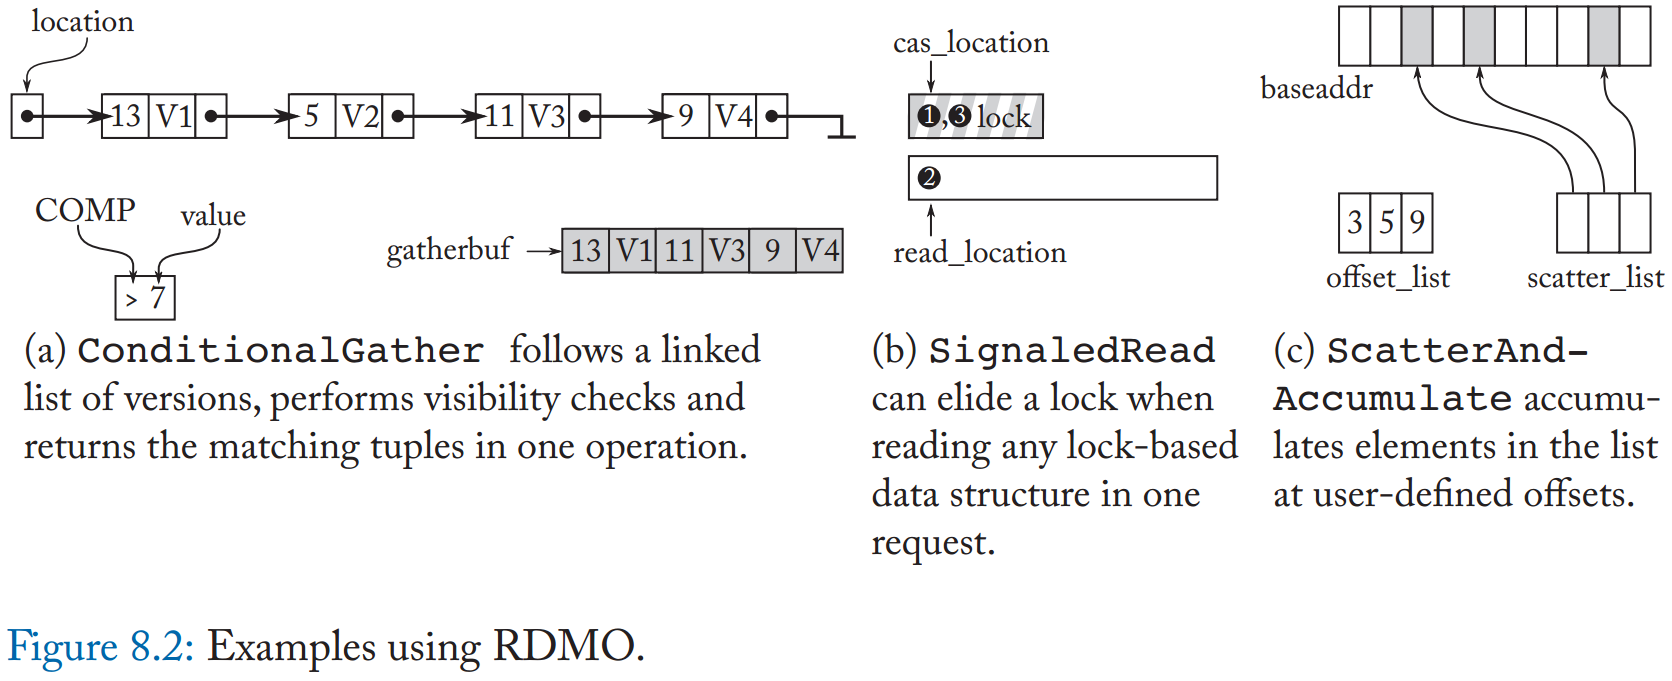 location
13 V1 5 V2 11 V3 9 V4
COMP value
> 7
gatherbuf 13 V1 11 V3 9 V4
(a) ConditionalGather follows a linked
list of versions, performs visibility checks and
returns the matching tuples in one operation.
cas_location
❶,❸ lock
❷
read_location
(b) SignaledRead
can elide a lock when
reading any lock-based
data structure in one
request.
baseaddr
3 5 9
offset_list scatter_list
(c) ScatterAnd-
Accumulate accumu-
lates elements in the list
at user-defined offsets.
Figure 8.2: Examples using RDMO.